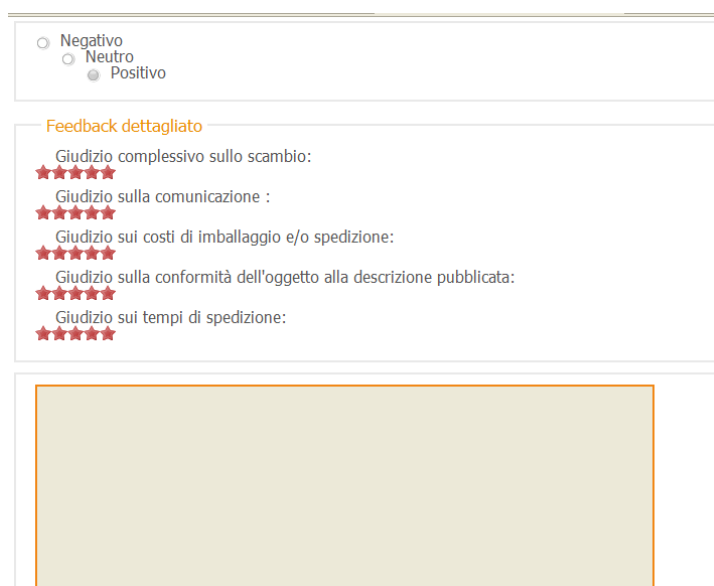 Negativo
Neutro
Positivo
Feedback dettagliato
Giudizio complessivo sullo scambio:
Giudizio sulla comunicazione :
Giudizio sui costi di imballaggio e/o spedizione:
Giudizio sulla conformità dell'oggetto alla descrizione pubblicata:
Giudizio sui tempi di spedizione: